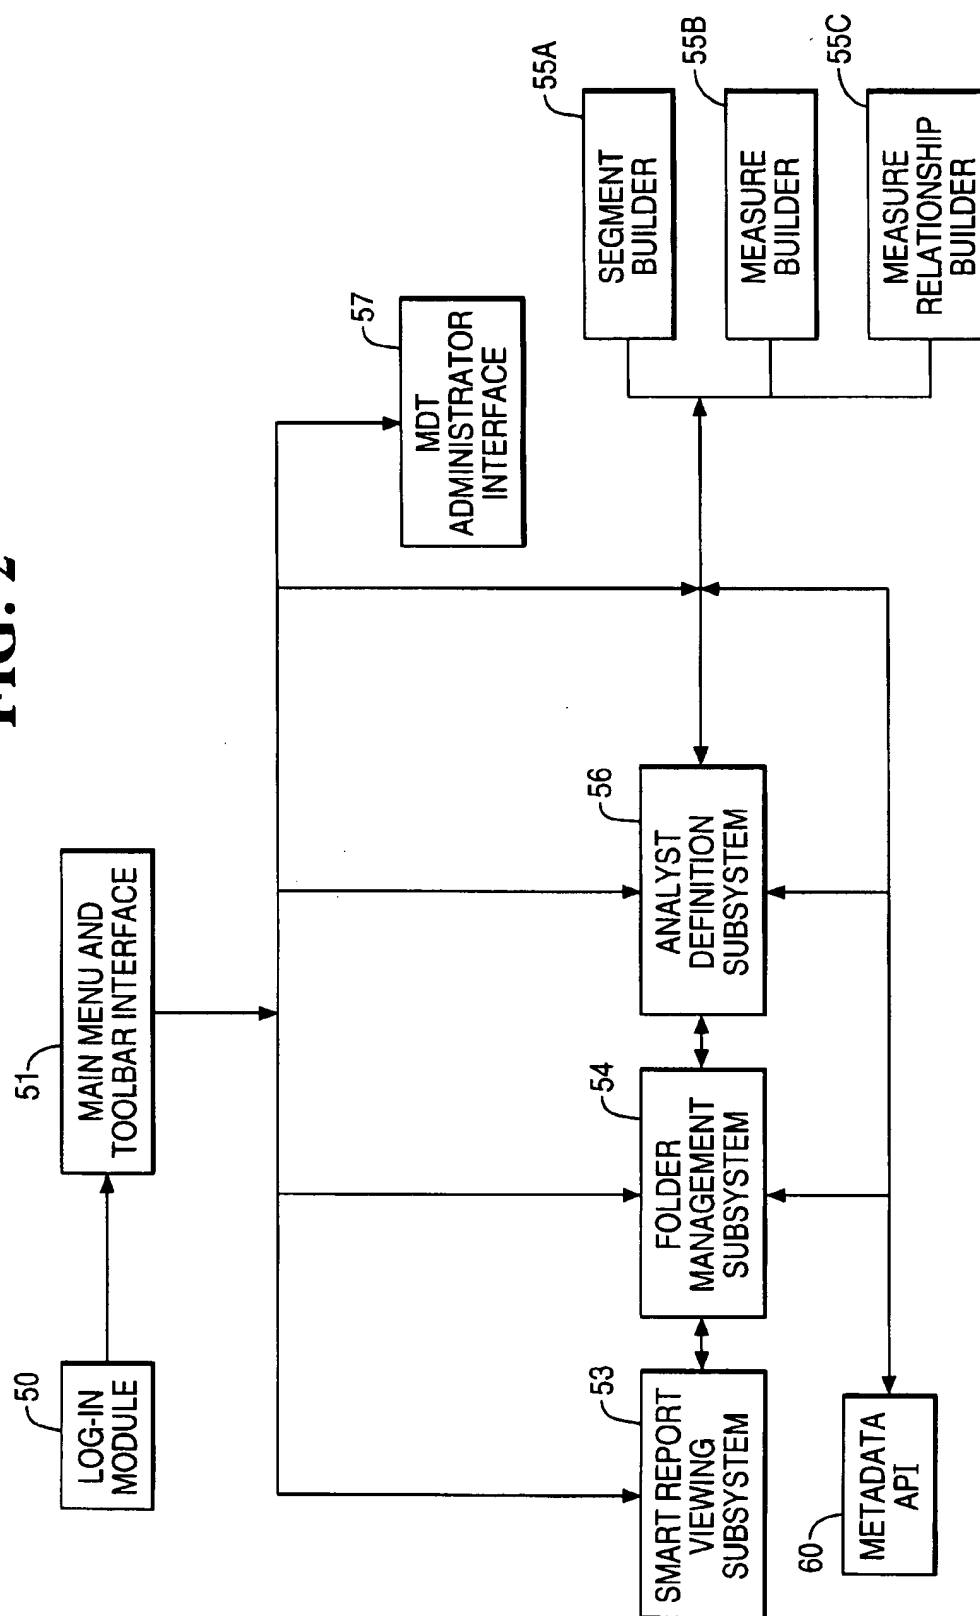 FIG. 2
50
LOG-IN
MODULE
51
MAIN MENU AND
TOOLBAR INTERFACE
57
MDT
ADMINISTRATOR
INTERFACE
53
SMART REPORT
VIEWING
SUBSYSTEM
54
FOLDER
MANAGEMENT
SUBSYSTEM
56
ANALYST
DEFINITION
SUBSYSTEM
55A
SEGMENT
BUILDER
55B
MEASURE
BUILDER
55C
MEASURE
RELATIONSHIP
BUILDER
60
METADATA
API